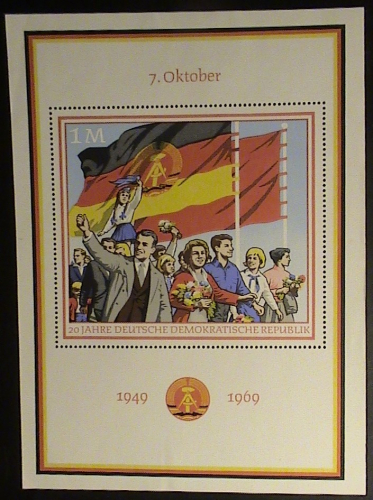 7. Oktober
1 M
20 JAHRE DEUTSCHE DEMOKRATISCHE REPUBLIK
1949 1969